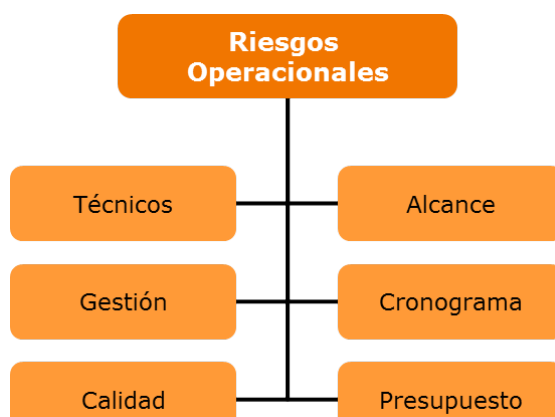 Riesgos
Operacionales
Técnicos
Alcance
Gestión
Cronograma
Calidad
Presupuesto